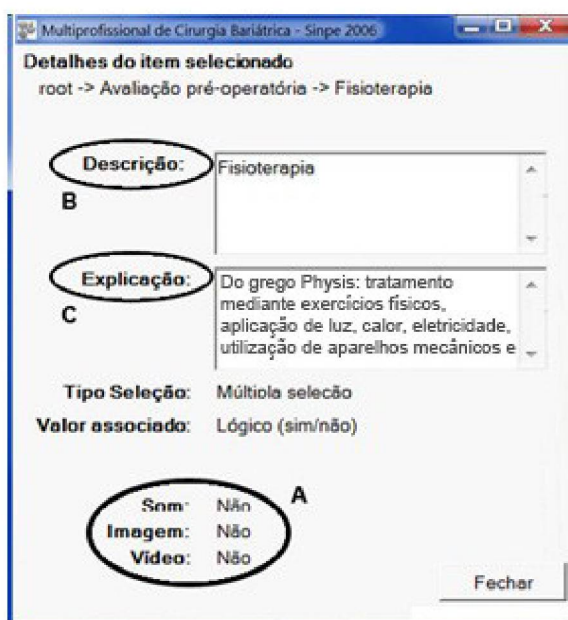 Multiprofissional de Cirurgia Bariátrica - Sinpe 2006
Detalhes do item selecionado
root -> Avaliação pré-operatória -> Fisioterapia
Descrição: Fisioterapia
B
Explicação: Do grego Physis: tratamento
mediante exercícios físicos,
aplicação de luz, calor, eletricidade,
utilização de aparelhos mecânicos e
C
Tipo Seleção: Múltiola selecão
Valor associado: Lógico (sim/não)
Som: Não
A
Imagem: Não
Vídeo: Não
Fechar